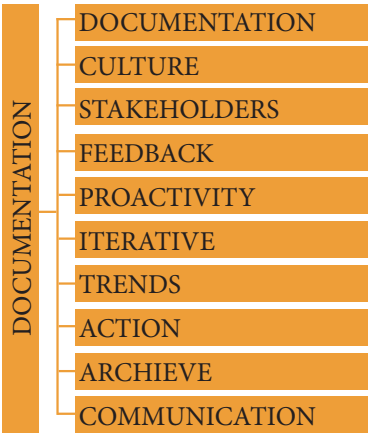 DOCUMENTATION
DOCUMENTATION
CULTURE
STAKEHOLDERS
FEEDBACK
PROACTIVITY
ITERATIVE
TRENDS
ACTION
ARCHIEVE
COMMUNICATION